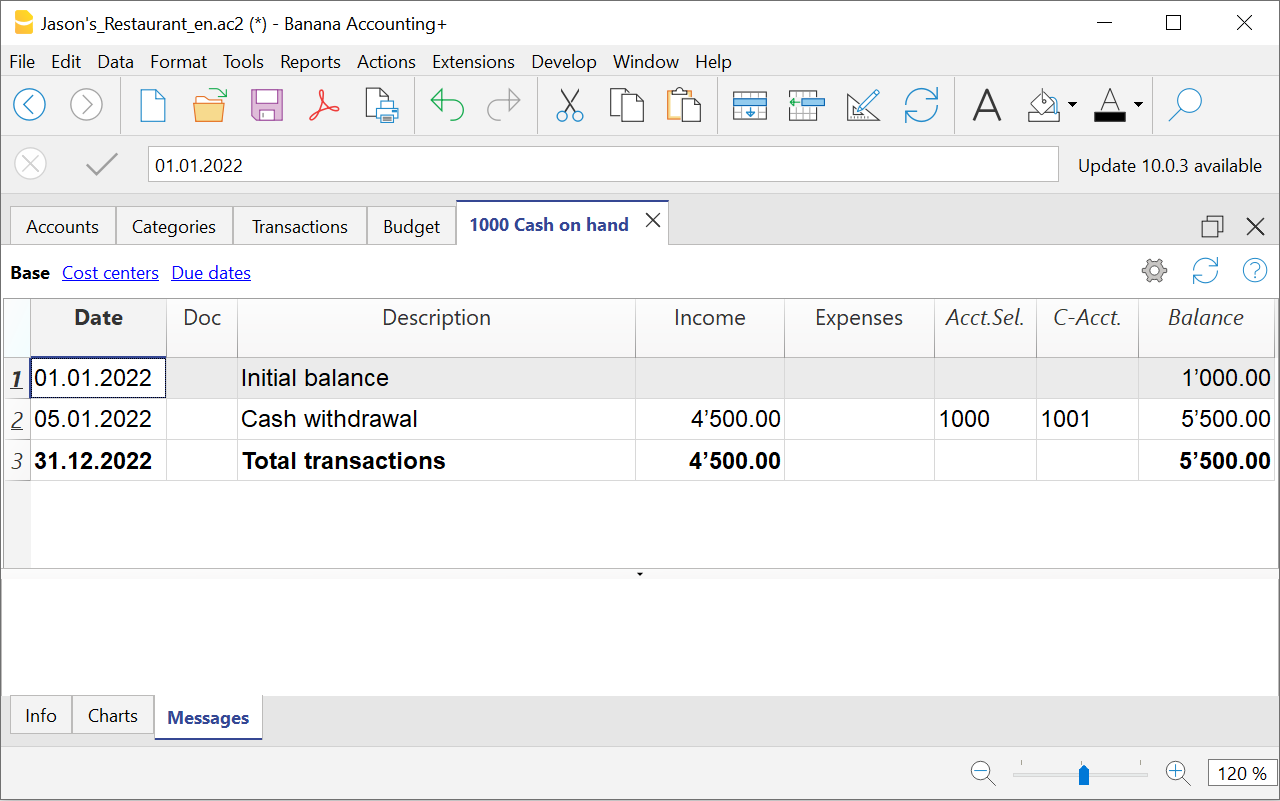 Jason's_Restaurant_en.ac2 (*) - Banana Accounting+
File Edit Data Format Tools Reports Actions Extensions Develop Window Help
01.01.2022 Update 10.0.3 available
Accounts Categories Transactions Budget 1000 Cash on hand
Base Cost centers Due dates
Date Doc Description Income Expenses Acct.Sel. C-Acct. Balance
1 01.01.2022 Initial balance 1’000.00
2 05.01.2022 Cash withdrawal 4’500.00 1000 1001 5’500.00
3 31.12.2022 Total transactions 4’500.00 5’500.00
Info Charts Messages
120 %